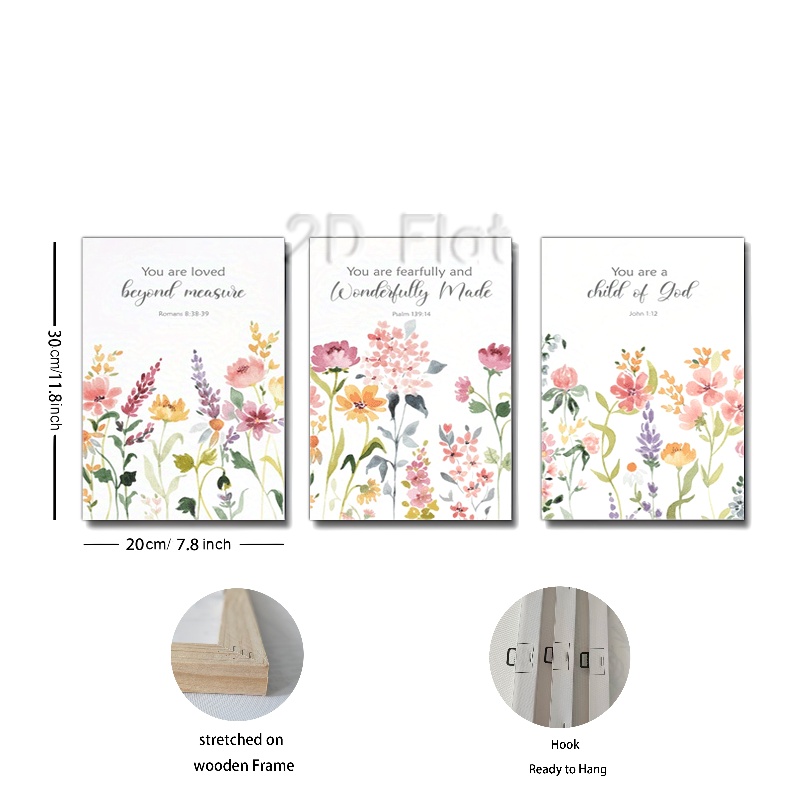 2D Flat
You are loved
beyond measure
Romans 8:38-39
You are fearfully and
Wonderfully Made
Psalm 139:14
You are a
child of God
John 1:12
30cm/11.8inch
20cm/ 7.8 inch
stretched on
wooden Frame
Hook
Ready to Hang